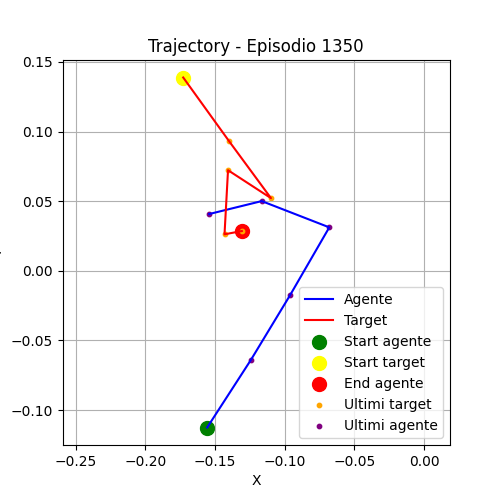 Trajectory - Episodio 1350
0.15
0.10
0.05
0.00
−0.05
−0.10
Agente
Target
Start agente
Start target
End agente
Ultimi target
Ultimi agente
−0.25 −0.20 −0.15 −0.10 −0.05 0.00
X